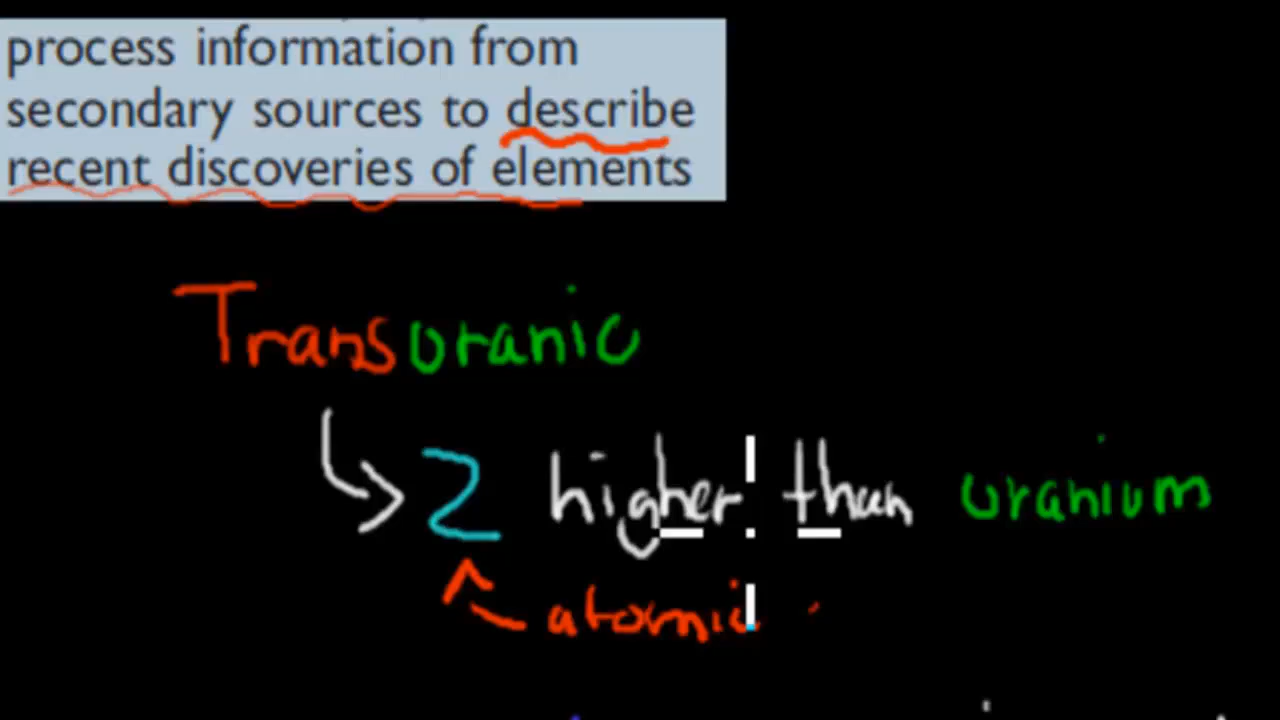 process information from
secondary sources to describe
recent discoveries of elements
Transuranic
Z higher than uranium
atomic